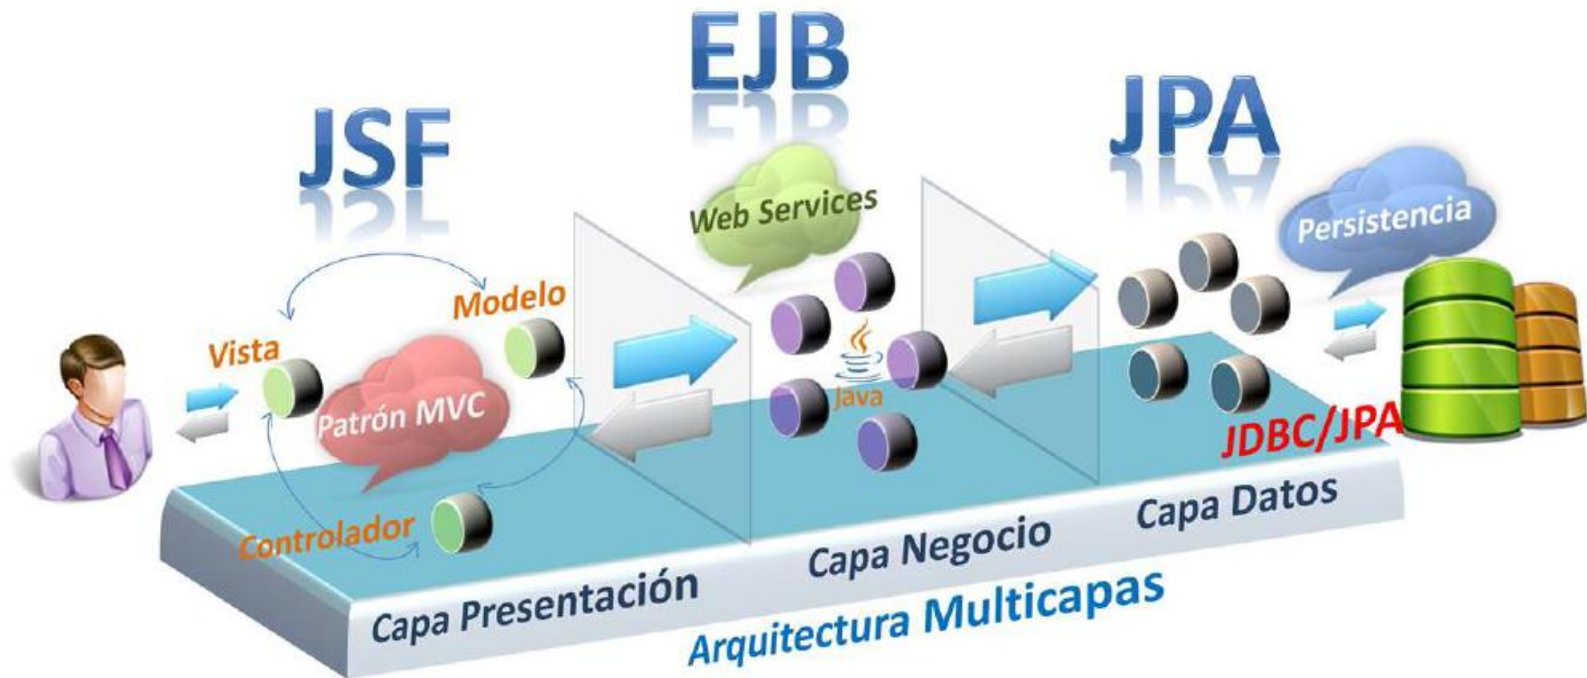 EJB
JSF
JPA
Web Services
Persistencia
Modelo
Vista
Patrón MVC
Java
JDBC/JPA
Controlador
Capa Presentación
Capa Negocio
Capa Datos
Arquitectura Multicapas